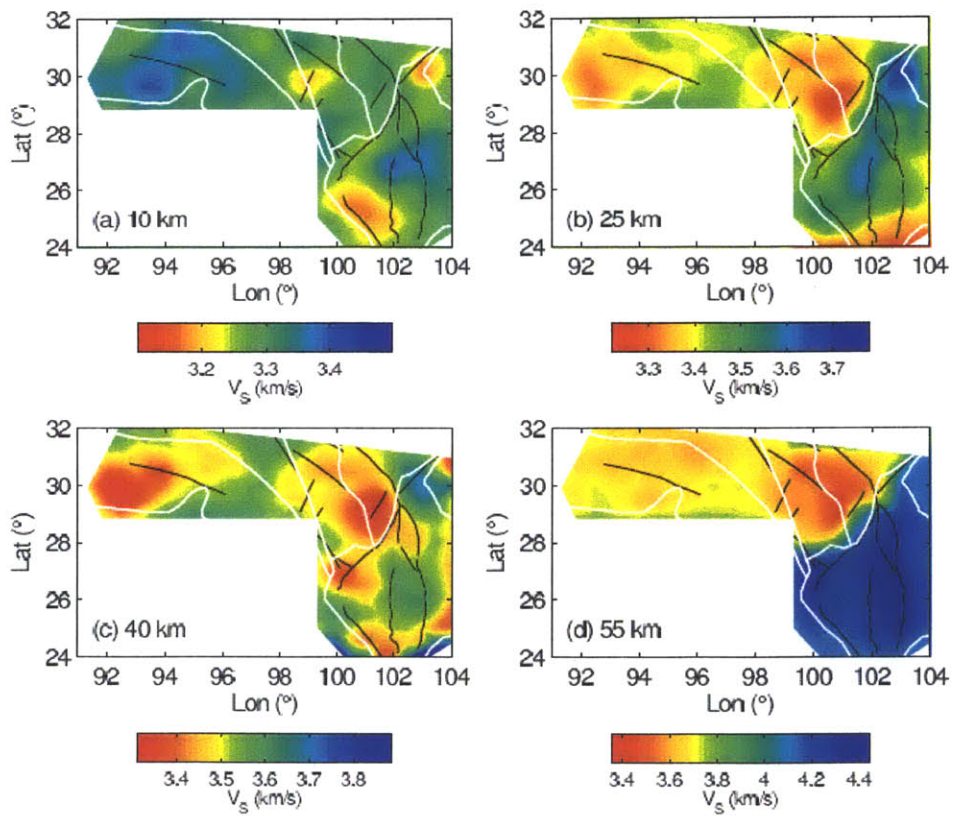 32
30
28
26
24
Lat (°)
(a) 10 km
92 94 96 98 100 102 104
Lon (°)
3.2 3.3 3.4
V_S (km/s)
32
30
28
26
24
Lat (°)
(b) 25 km
92 94 96 98 100 102 104
Lon (°)
3.3 3.4 3.5 3.6 3.7
V_S (km/s)
32
30
28
26
24
Lat (°)
(c) 40 km
92 94 96 98 100 102 104
Lon (°)
3.4 3.5 3.6 3.7 3.8
V_S (km/s)
32
30
28
26
24
Lat (°)
(d) 55 km
92 94 96 98 100 102 104
Lon (°)
3.4 3.6 3.8 4 4.2 4.4
V_S (km/s)